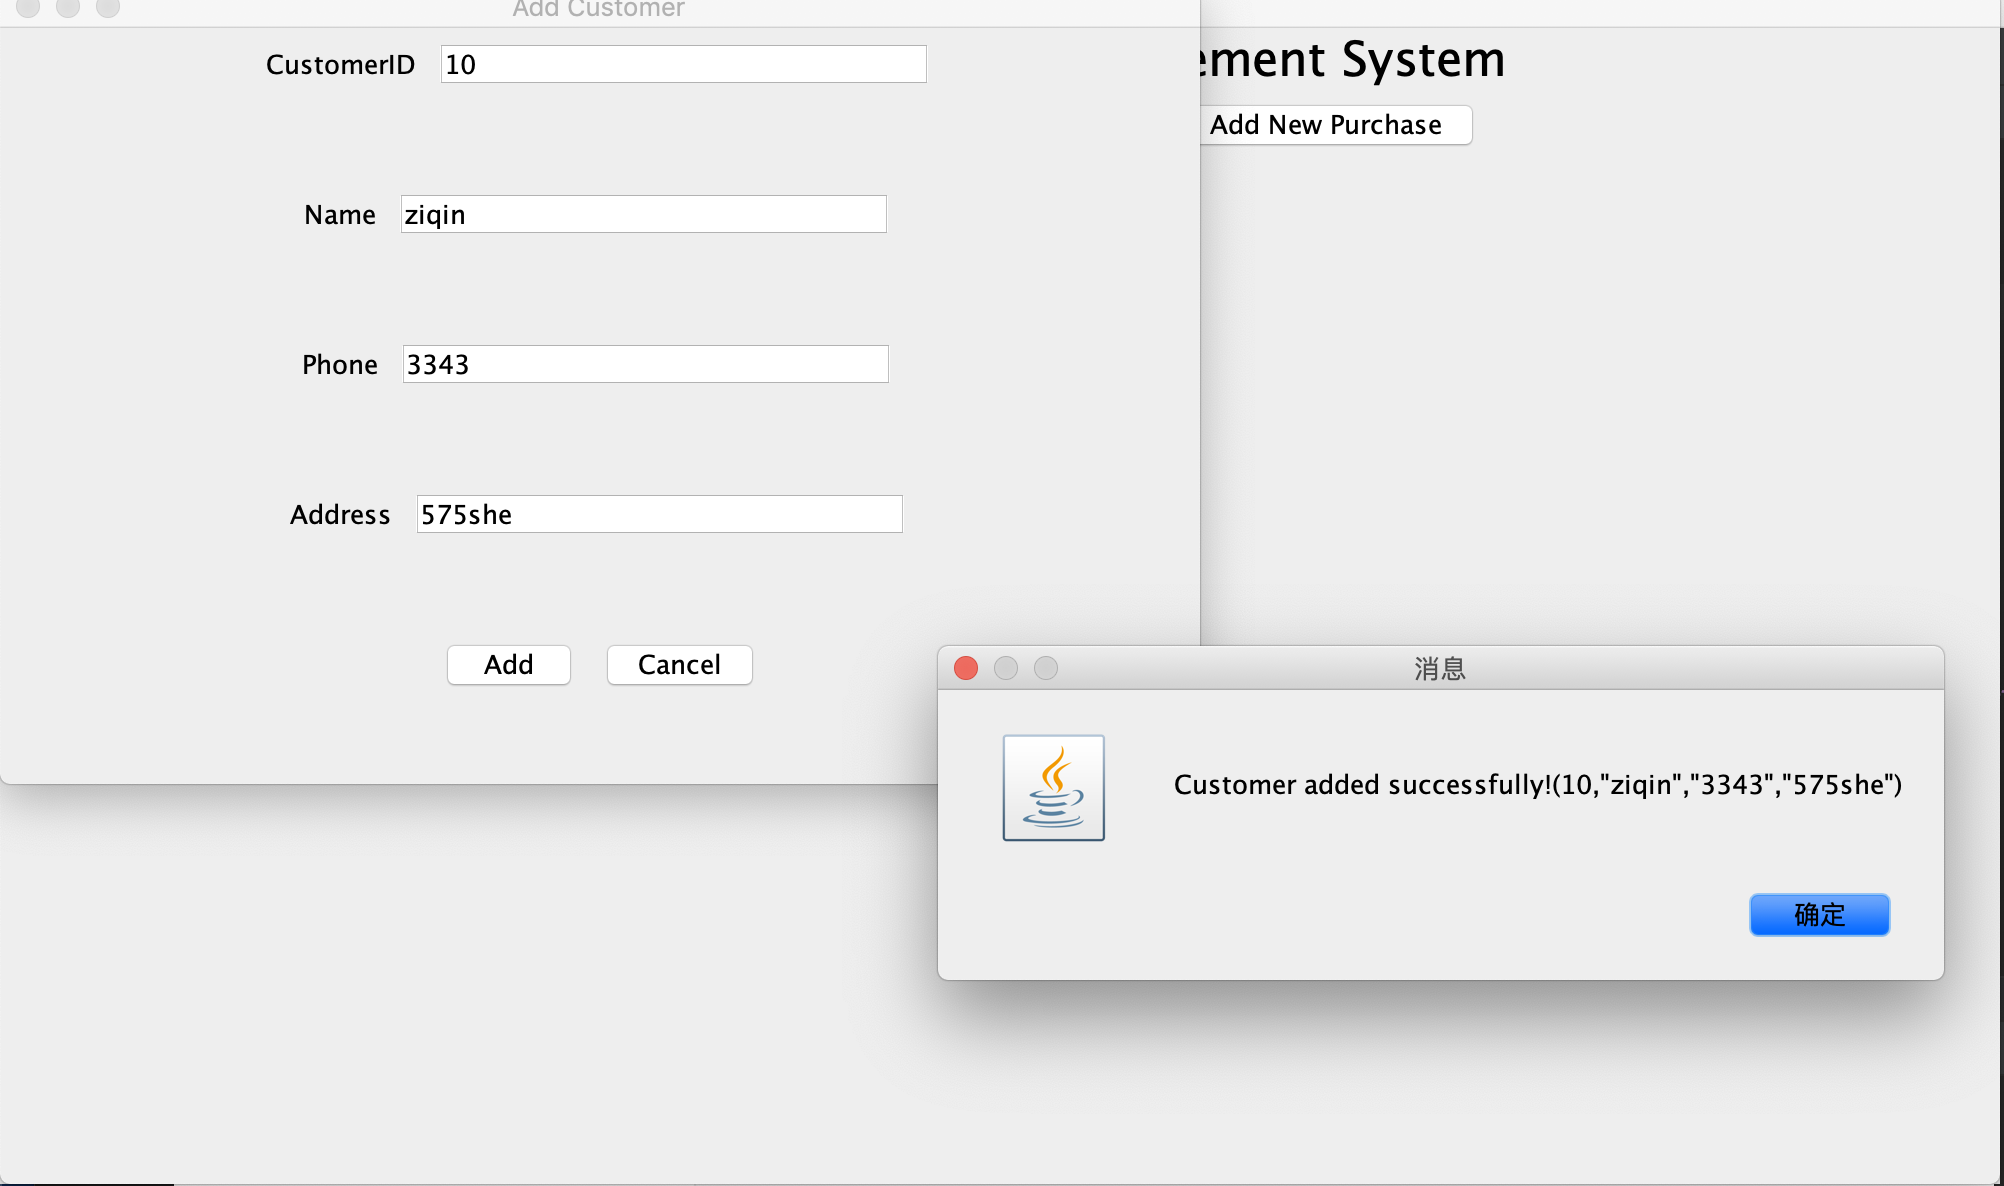 Add Customer
CustomerID 10
ement System
Add New Purchase
Name ziqin
Phone 3343
Address 575she
Add Cancel
消息
Customer added successfully!(10,"ziqin","3343","575she")
确定